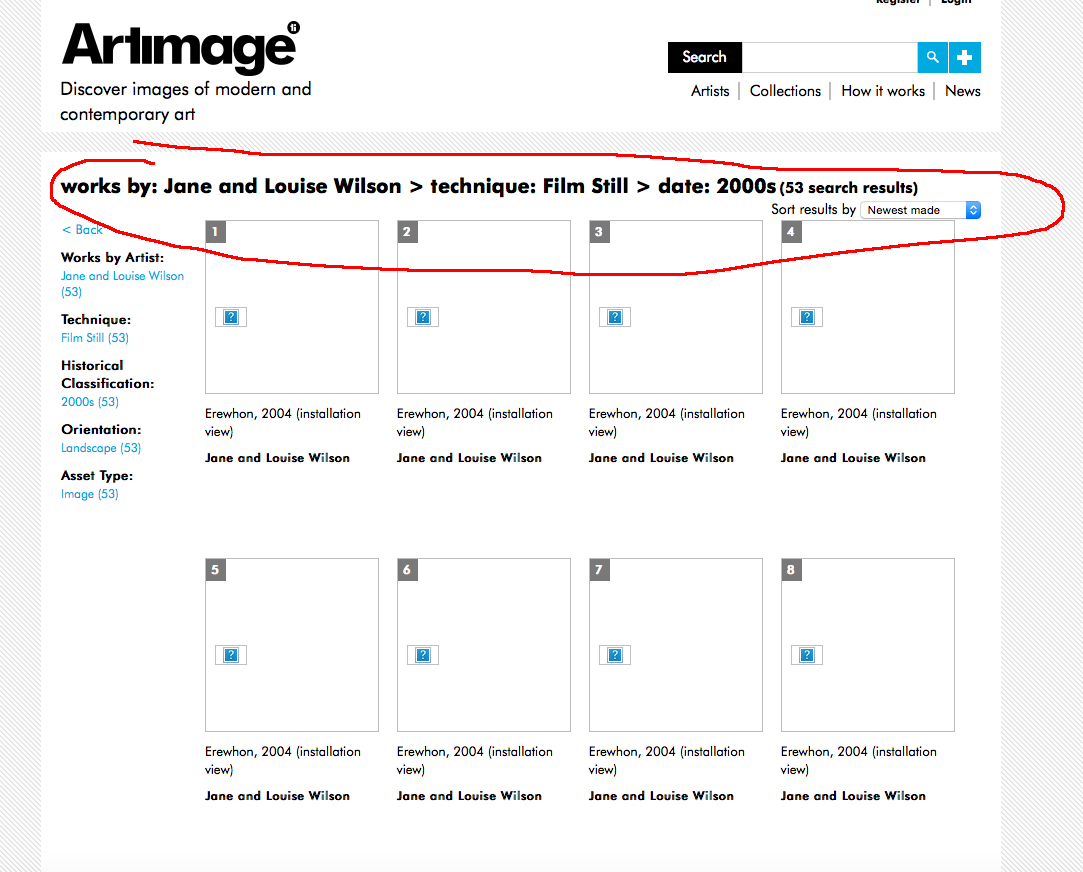 Register | Login
Artimage
Discover images of modern and
contemporary art
Search
Artists | Collections | How it works | News
works by: Jane and Louise Wilson > technique: Film Still > date: 2000s (53 search results)
Sort results by Newest made
< Back
Works by Artist:
Jane and Louise Wilson
(53)
Technique:
Film Still (53)
Historical
Classification:
2000s (53)
Orientation:
Landscape (53)
Asset Type:
Image (53)
1
?
Erewhon, 2004 (installation
view)
Jane and Louise Wilson
2
?
Erewhon, 2004 (installation
view)
Jane and Louise Wilson
3
?
Erewhon, 2004 (installation
view)
Jane and Louise Wilson
4
?
Erewhon, 2004 (installation
view)
Jane and Louise Wilson
5
?
Erewhon, 2004 (installation
view)
Jane and Louise Wilson
6
?
Erewhon, 2004 (installation
view)
Jane and Louise Wilson
7
?
Erewhon, 2004 (installation
view)
Jane and Louise Wilson
8
?
Erewhon, 2004 (installation
view)
Jane and Louise Wilson